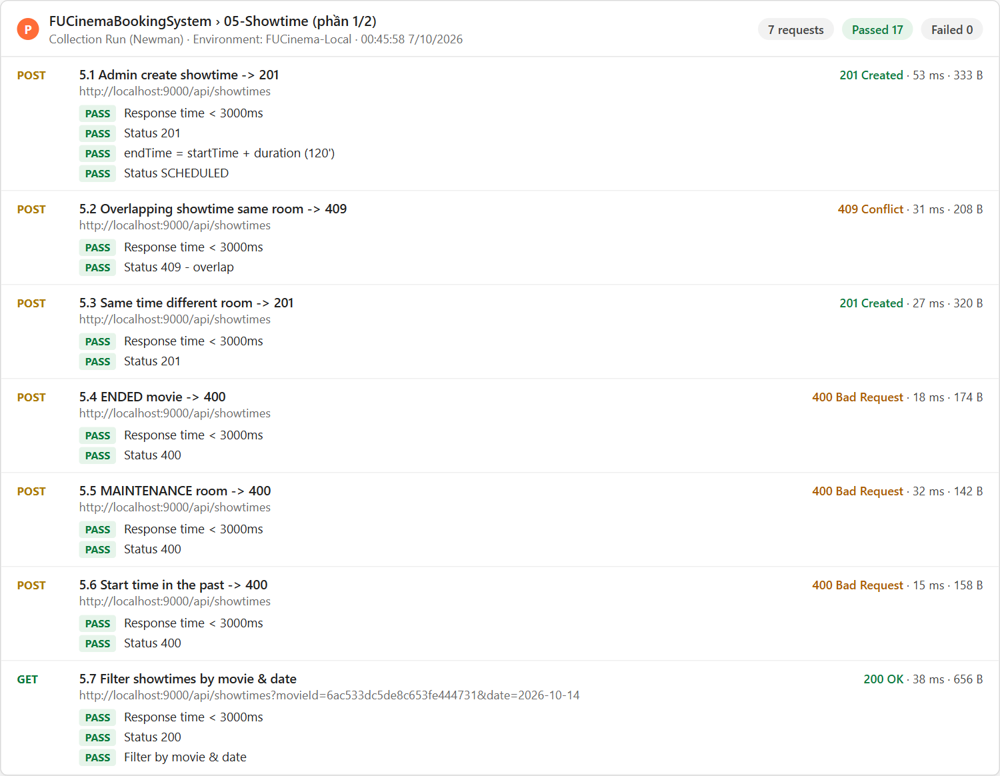 P
FUCinemaBookingSystem › 05-Showtime (phần 1/2)
Collection Run (Newman) · Environment: FUCinema-Local · 00:45:58 7/10/2026
7 requests Passed 17 Failed 0
POST 5.1 Admin create showtime -> 201 201 Created · 53 ms · 333 B
http://localhost:9000/api/showtimes
PASS Response time < 3000ms
PASS Status 201
PASS endTime = startTime + duration (120')
PASS Status SCHEDULED
POST 5.2 Overlapping showtime same room -> 409 409 Conflict · 31 ms · 208 B
http://localhost:9000/api/showtimes
PASS Response time < 3000ms
PASS Status 409 - overlap
POST 5.3 Same time different room -> 201 201 Created · 27 ms · 320 B
http://localhost:9000/api/showtimes
PASS Response time < 3000ms
PASS Status 201
POST 5.4 ENDED movie -> 400 400 Bad Request · 18 ms · 174 B
http://localhost:9000/api/showtimes
PASS Response time < 3000ms
PASS Status 400
POST 5.5 MAINTENANCE room -> 400 400 Bad Request · 32 ms · 142 B
http://localhost:9000/api/showtimes
PASS Response time < 3000ms
PASS Status 400
POST 5.6 Start time in the past -> 400 400 Bad Request · 15 ms · 158 B
http://localhost:9000/api/showtimes
PASS Response time < 3000ms
PASS Status 400
GET 5.7 Filter showtimes by movie & date 200 OK · 38 ms · 656 B
http://localhost:9000/api/showtimes?movieId=6ac533dc5de8c653fe444731&date=2026-10-14
PASS Response time < 3000ms
PASS Status 200
PASS Filter by movie & date